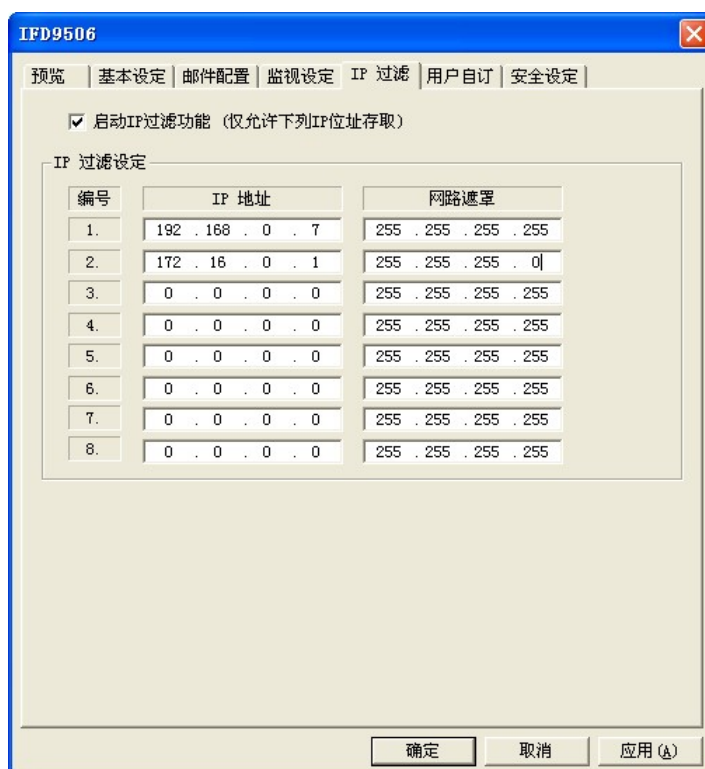 IFD9506
预览 基本设定 邮件配置 监视设定 IP 过滤 用户自订 安全设定
启动IP过滤功能 (仅允许下列IP位址存取)
IP 过滤设定
编号 IP 地址 网路遮罩
1. 192 . 168 . 0 . 7 255 . 255 . 255 . 255
2. 172 . 16 . 0 . 1 255 . 255 . 255 . 0
3. 0 . 0 . 0 . 0 255 . 255 . 255 . 255
4. 0 . 0 . 0 . 0 255 . 255 . 255 . 255
5. 0 . 0 . 0 . 0 255 . 255 . 255 . 255
6. 0 . 0 . 0 . 0 255 . 255 . 255 . 255
7. 0 . 0 . 0 . 0 255 . 255 . 255 . 255
8. 0 . 0 . 0 . 0 255 . 255 . 255 . 255
确定 取消 应用(A)